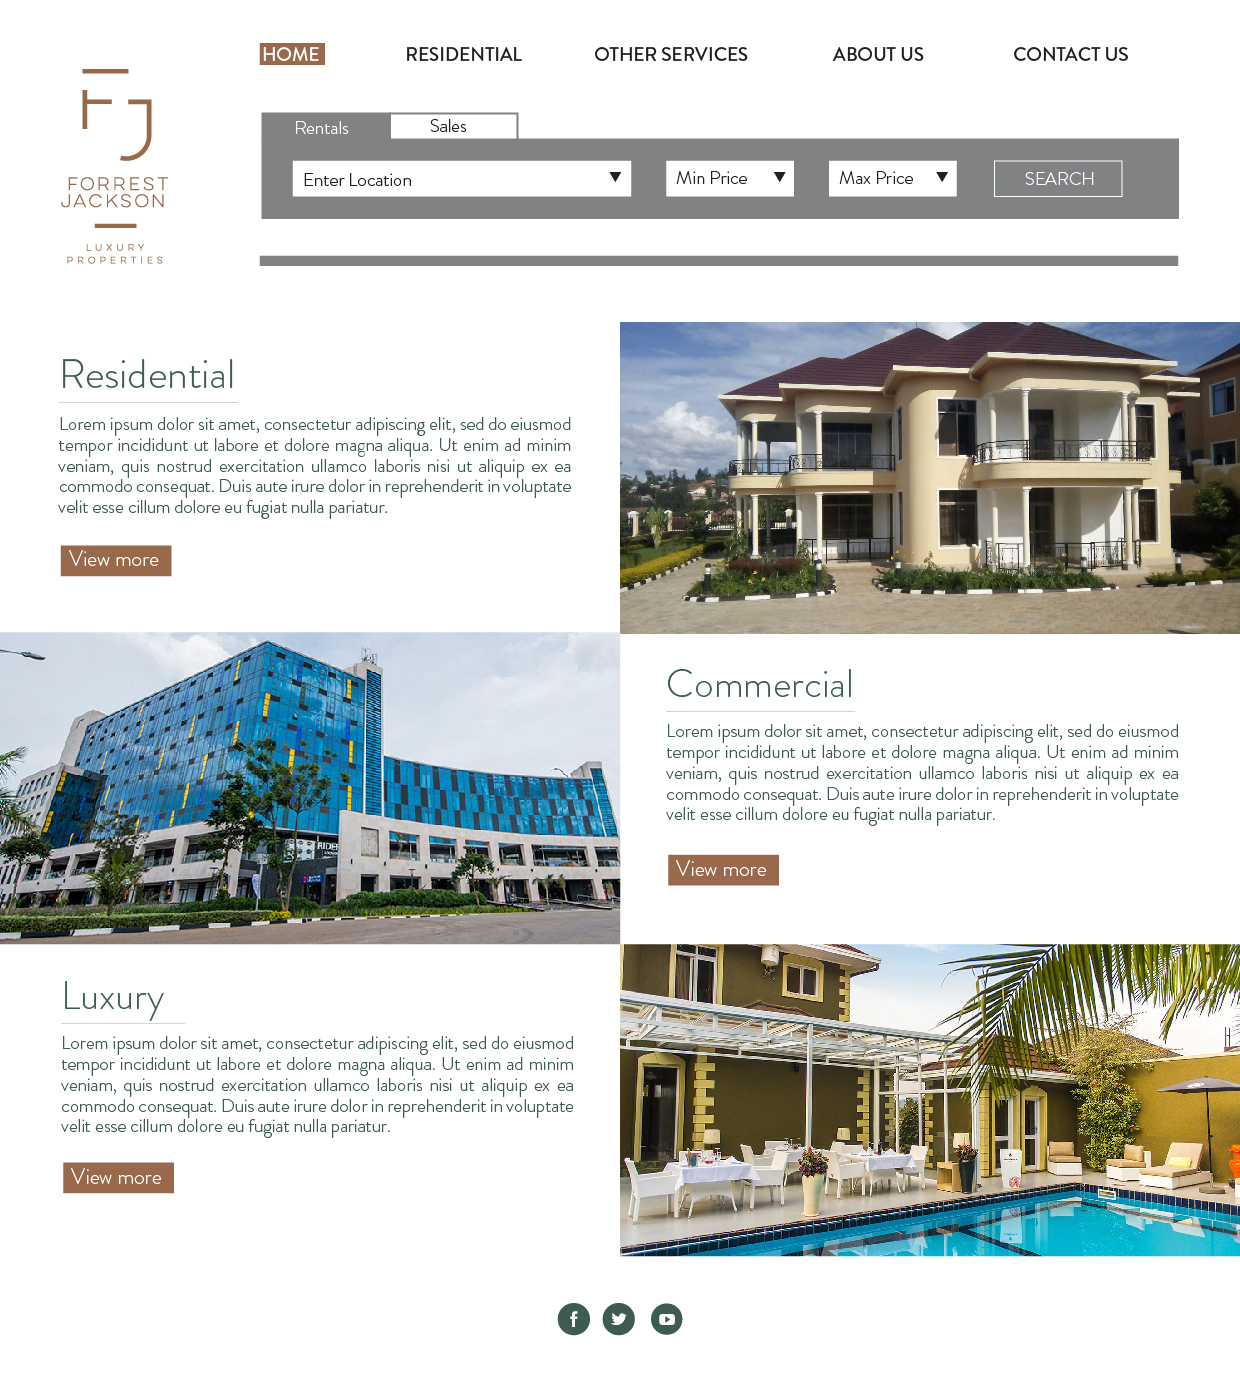 HOME RESIDENTIAL OTHER SERVICES ABOUT US CONTACT US
FJ
FORREST
JACKSON
LUXURY
PROPERTIES
Rentals Sales
Enter Location Min Price Max Price SEARCH
Residential
Lorem ipsum dolor sit amet, consectetur adipiscing elit, sed do eiusmod
tempor incididunt ut labore et dolore magna aliqua. Ut enim ad minim
veniam, quis nostrud exercitation ullamco laboris nisi ut aliquip ex ea
commodo consequat. Duis aute irure dolor in reprehenderit in voluptate
velit esse cillum dolore eu fugiat nulla pariatur.
View more
RIDER
Commercial
Lorem ipsum dolor sit amet, consectetur adipiscing elit, sed do eiusmod
tempor incididunt ut labore et dolore magna aliqua. Ut enim ad minim
veniam, quis nostrud exercitation ullamco laboris nisi ut aliquip ex ea
commodo consequat. Duis aute irure dolor in reprehenderit in voluptate
velit esse cillum dolore eu fugiat nulla pariatur.
View more
Luxury
Lorem ipsum dolor sit amet, consectetur adipiscing elit, sed do eiusmod
tempor incididunt ut labore et dolore magna aliqua. Ut enim ad minim
veniam, quis nostrud exercitation ullamco laboris nisi ut aliquip ex ea
commodo consequat. Duis aute irure dolor in reprehenderit in voluptate
velit esse cillum dolore eu fugiat nulla pariatur.
View more